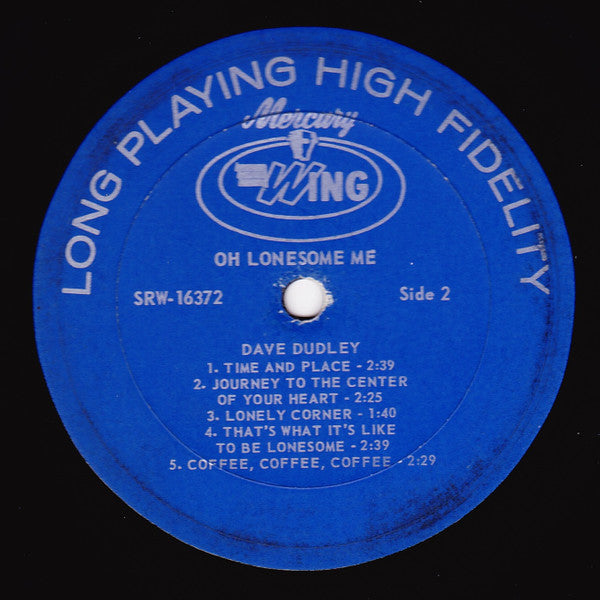 LONG PLAYING HIGH FIDELITY
Mercury
WING
OH LONESOME ME
SRW-16372
Side 2
DAVE DUDLEY
1. TIME AND PLACE - 2:39
2. JOURNEY TO THE CENTER
OF YOUR HEART - 2:25
3. LONELY CORNER - 1:40
4. THAT'S WHAT IT'S LIKE
TO BE LONESOME - 2:39
5. COFFEE, COFFEE, COFFEE - 2:29